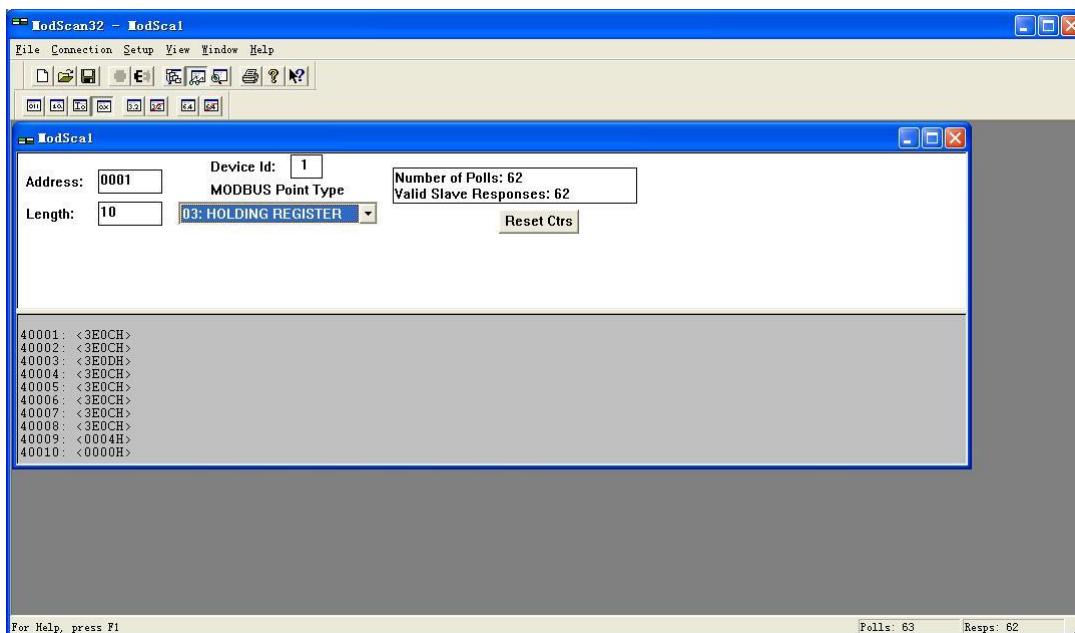 ModScan32 - ModSca1
File Connection Setup View Window Help
ModSca1
Address: 0001
Device Id: 1
MODBUS Point Type
Length: 10
03: HOLDING REGISTER
Number of Polls: 62
Valid Slave Responses: 62
Reset Ctrs
40001: <3E0CH>
40002: <3E0CH>
40003: <3E0DH>
40004: <3E0CH>
40005: <3E0CH>
40006: <3E0CH>
40007: <3E0CH>
40008: <3E0CH>
40009: <0004H>
40010: <0000H>
For Help, press F1
Polls: 63
Resps: 62